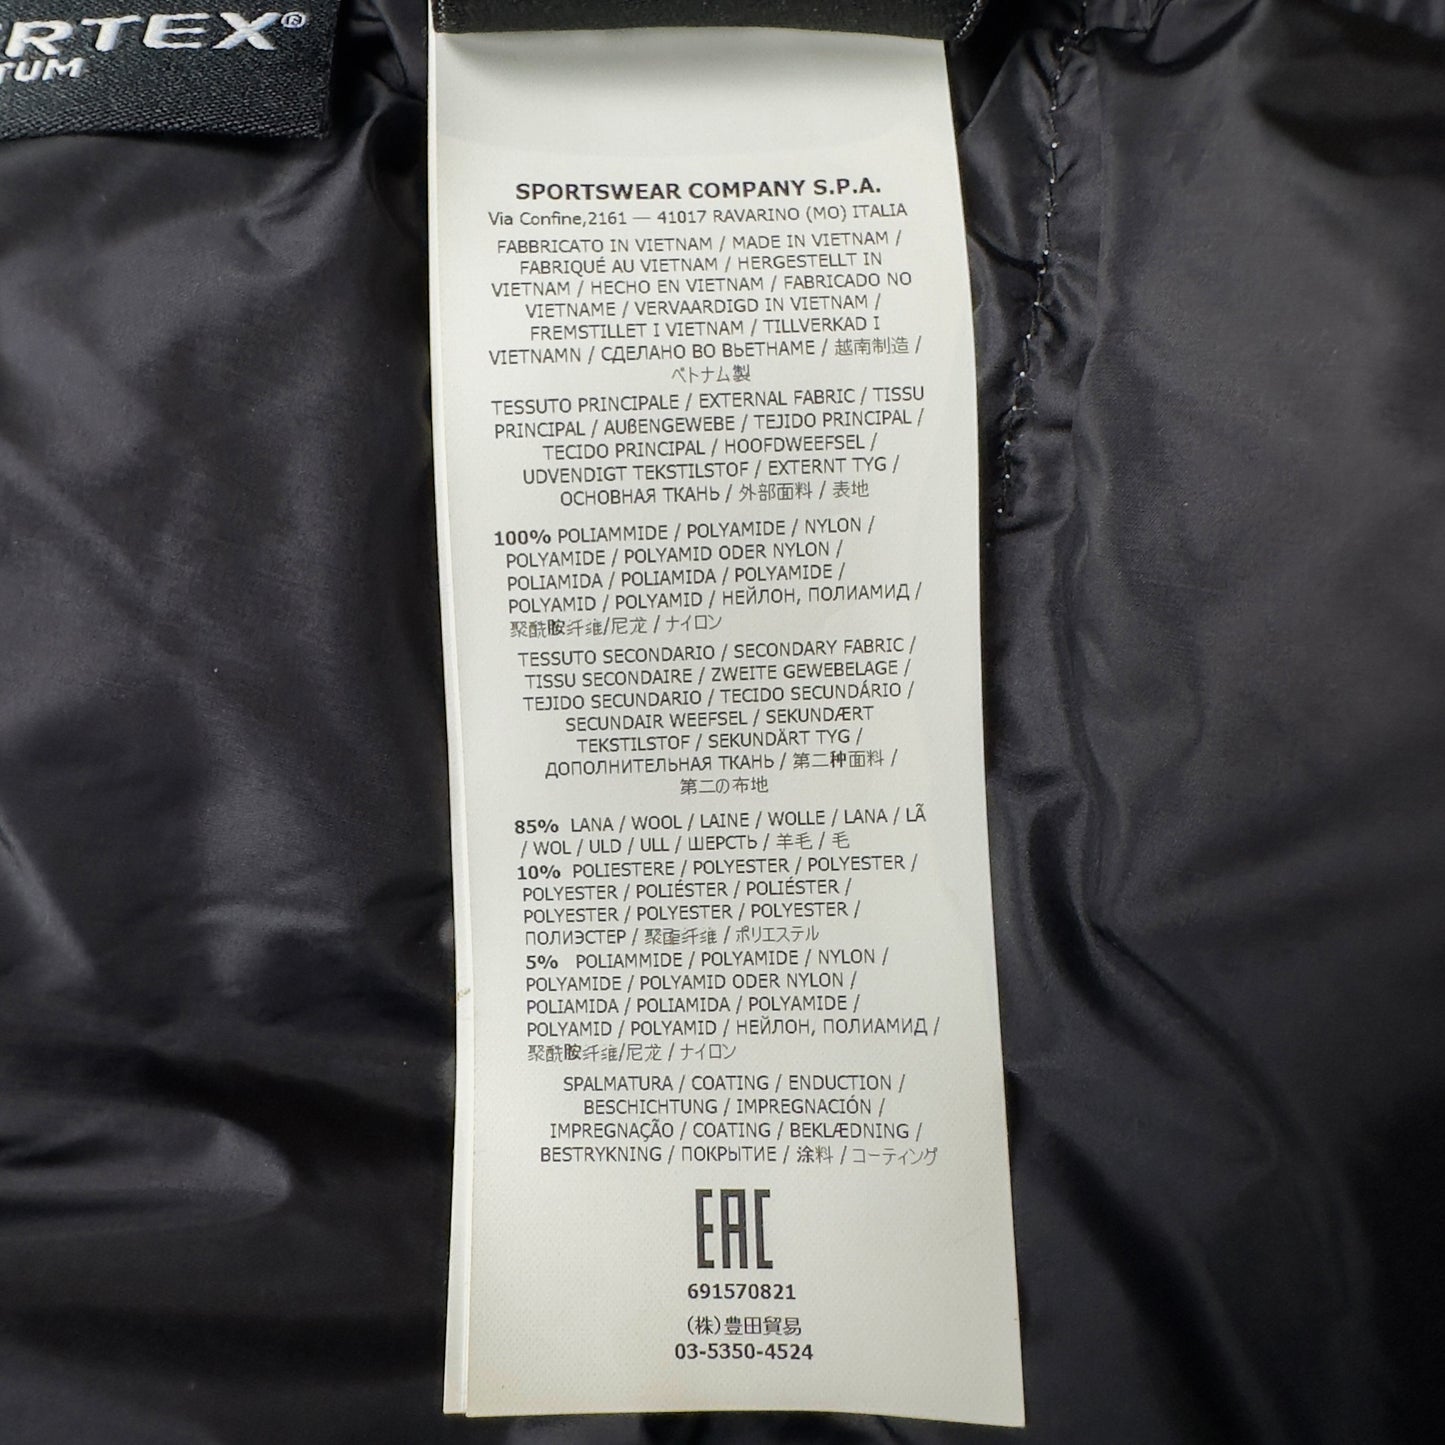 RTEX®
TUM
SPORTSWEAR COMPANY S.P.A.
Via Confine,2161 — 41017 RAVARINO (MO) ITALIA
FABBRICATO IN VIETNAM / MADE IN VIETNAM /
FABRIQUÉ AU VIETNAM / HERGESTELLT IN
VIETNAM / HECHO EN VIETNAM / FABRICADO NO
VIETNAME / VERVAARDIGD IN VIETNAM /
FREMSTILLET I VIETNAM / TILLVERKAD I
VIETNAMN / СДЕЛАНО ВО ВЬЕТНАМЕ / 越南制造 /
ベトナム製
TESSUTO PRINCIPALE / EXTERNAL FABRIC / TISSU
PRINCIPAL / AUßENGEWEBE / TEJIDO PRINCIPAL /
TECIDO PRINCIPAL / HOOFDWEEFSEL /
UDVENDIGT TEKSTILSTOF / EXTERNT TYG /
ОСНОВНАЯ ТКАНЬ / 外部面料 / 表地
100% POLIAMMIDE / POLYAMIDE / NYLON /
POLYAMIDE / POLYAMID ODER NYLON /
POLIAMIDA / POLIAMIDA / POLYAMIDE /
POLYAMID / POLYAMID / НЕЙЛОН, ПОЛИАМИД /
聚酰胺纤维/尼龙 / ナイロン
TESSUTO SECONDARIO / SECONDARY FABRIC /
TISSU SECONDAIRE / ZWEITE GEWEBELAGE /
TEJIDO SECUNDARIO / TECIDO SECUNDÁRIO /
SECUNDAIR WEEFSEL / SEKUNDÆRT
TEKSTILSTOF / SEKUNDÄRT TYG /
ДОПОЛНИТЕЛЬНАЯ ТКАНЬ / 第二种面料 /
第二の布地
85% LANA / WOOL / LAINE / WOLLE / LANA / LÃ
/ WOL / ULD / ULL / ШЕРСТЬ / 羊毛 / 毛
10% POLIESTERE / POLYESTER / POLYESTER /
POLYESTER / POLIÉSTER / POLIÉSTER /
POLYESTER / POLYESTER / POLYESTER /
ПОЛИЭСТЕР / 聚酯纤维 / ポリエステル
5% POLIAMMIDE / POLYAMIDE / NYLON /
POLYAMIDE / POLYAMID ODER NYLON /
POLIAMIDA / POLIAMIDA / POLYAMIDE /
POLYAMID / POLYAMID / НЕЙЛОН, ПОЛИАМИД /
聚酰胺纤维/尼龙 / ナイロン
SPALMATURA / COATING / ENDUCTION /
BESCHICHTUNG / IMPREGNACIÓN /
IMPREGNAÇÃO / COATING / BEKLÆDNING /
BESTRYKNING / ПОКРЫТИЕ / 涂料 / コーティング
EAC
691570821
(株)豊田貿易
03-5350-4524